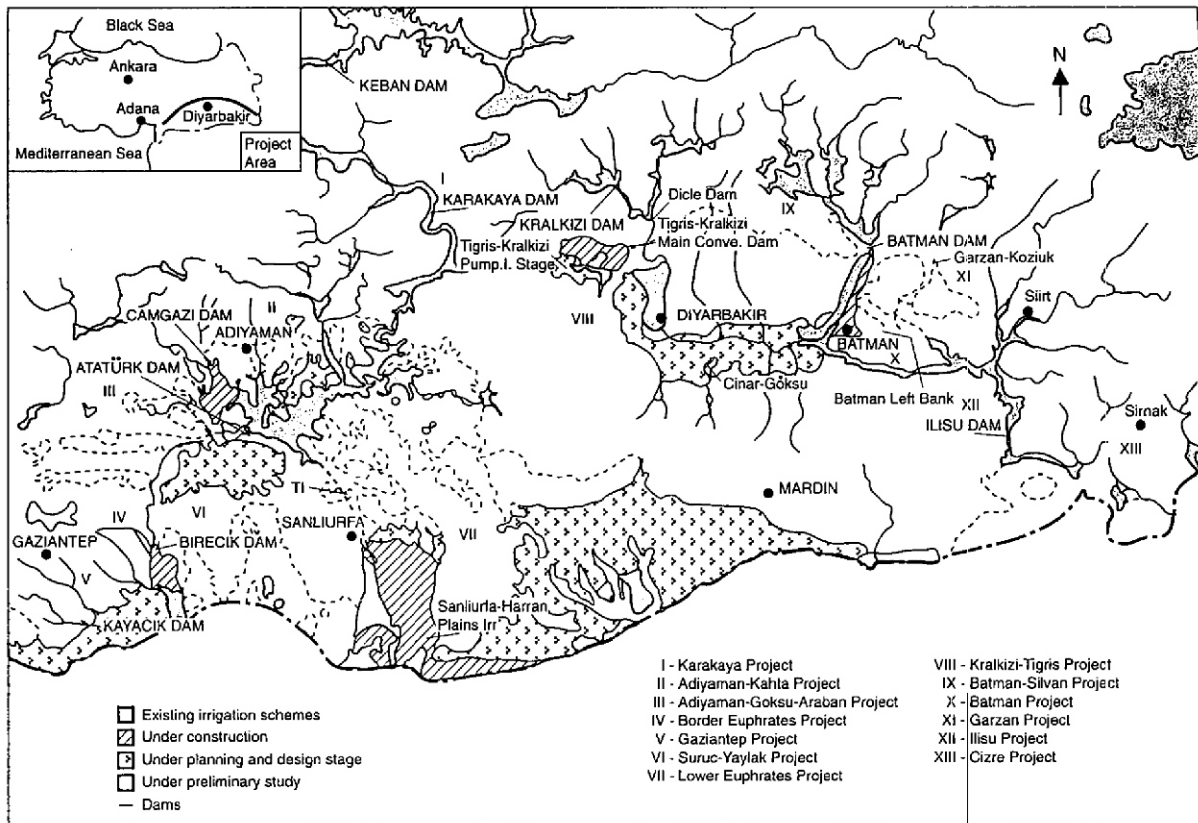 Black Sea
Ankara
Adana
Diyarbakir
Mediterranean Sea
Project
Area
N
KEBAN DAM
I
KARAKAYA DAM
KRALKIZI DAM
Dicle Dam
Tigris-Kralkizi
Main Conve. Dam
Tigris-Kralkizi
Pump.I. Stage
IX
BATMAN DAM
Garzan-Koziuk
XI
Siirt
CAMGAZI DAM
II
ADIYAMAN
VIII
DIYARBAKIR
BATMAN
X
ATATÜRK DAM
III
Cinar-Göksu
Batman Left Bank
XII
ILISU DAM
Sirnak
XIII
TI
MARDIN
VI
SANLIURFA
VII
IV
GAZIANTEP
BIRECIK DAM
V
KAYACIK DAM
Sanliurla-Harran
Plains Irr
Existing irrigation schemes
Under construction
Under planning and design stage
Under preliminary study
Dams
I - Karakaya Project
II - Adiyaman-Kahta Project
III - Adiyaman-Goksu-Araban Project
IV - Border Euphrates Project
V - Gaziantep Project
VI - Suruc-Yaylak Project
VII - Lower Euphrates Project
VIII - Kralkizi-Tigris Project
IX - Batman-Silvan Project
X - Batman Project
XI - Garzan Project
XII - Ilisu Project
XIII - Cizre Project